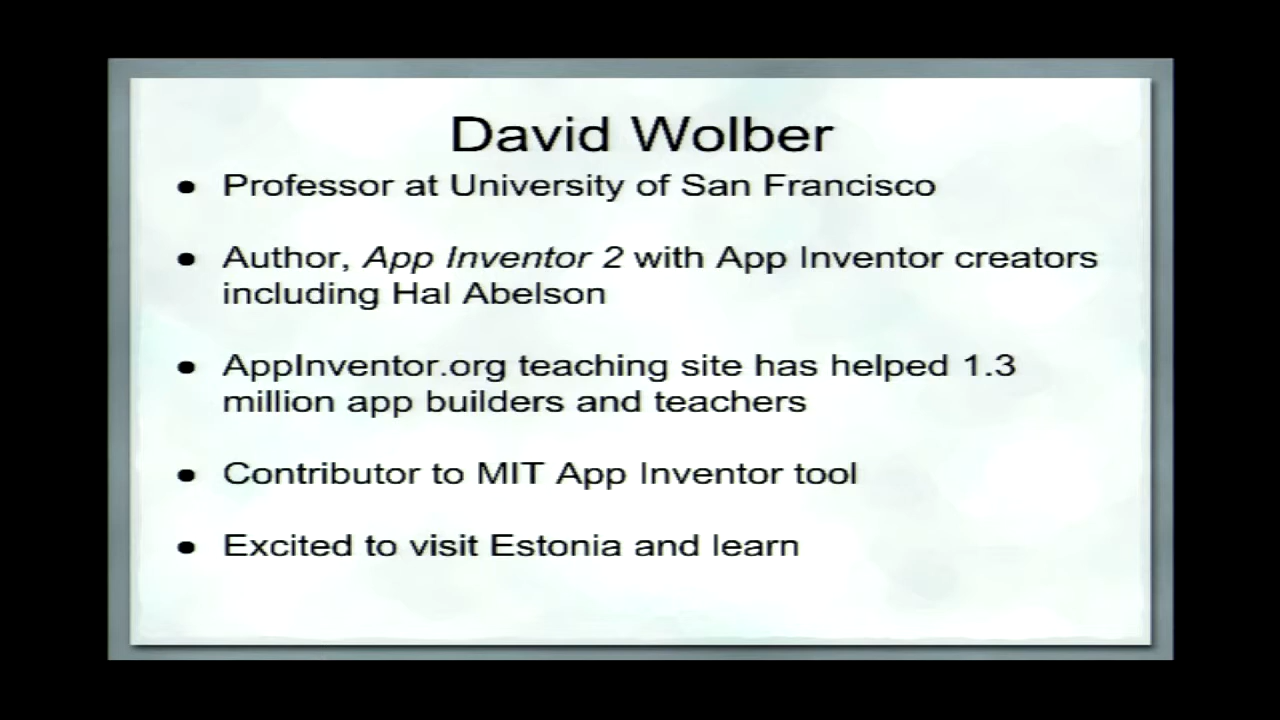 David Wolber
● Professor at University of San Francisco
● Author, App Inventor 2 with App Inventor creators
including Hal Abelson
● AppInventor.org teaching site has helped 1.3
million app builders and teachers
● Contributor to MIT App Inventor tool
● Excited to visit Estonia and learn